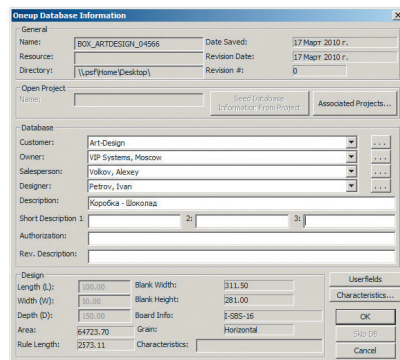 Oneup Database Information
General
Name: BOX_ARTDESIGN_04566 Date Saved: 17 Март 2010 г.
Resource: Revision Date: 17 Март 2010 г.
Directory: \\psf\Home\Desktop\ Revision #: 0
Open Project
Name: Seed Database Information From Project Associated Projects...
Database
Customer: Art-Design ...
Owner: VIP Systems, Moscow ...
Salesperson: Volkov, Alexey ...
Designer: Petrov, Ivan ...
Description: Коробка - Шоколад
Short Description 1: 2: 3:
Authorization:
Rev. Description:
Design
Length (L): 100.00 Blank Width: 311.50 Userfields
Width (W): 50.00 Blank Height: 281.00 Characteristics...
Depth (D): 150.00 Board Info: I-SBS-16 OK
Area: 64723.70 Grain: Horizontal Skip DB
Rule Length: 2573.11 Characteristics: Cancel